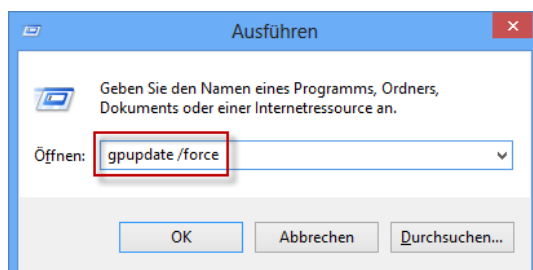 Ausführen
Geben Sie den Namen eines Programms, Ordners,
Dokuments oder einer Internetressource an.
Öffnen: gpupdate /force
OK Abbrechen Durchsuchen...